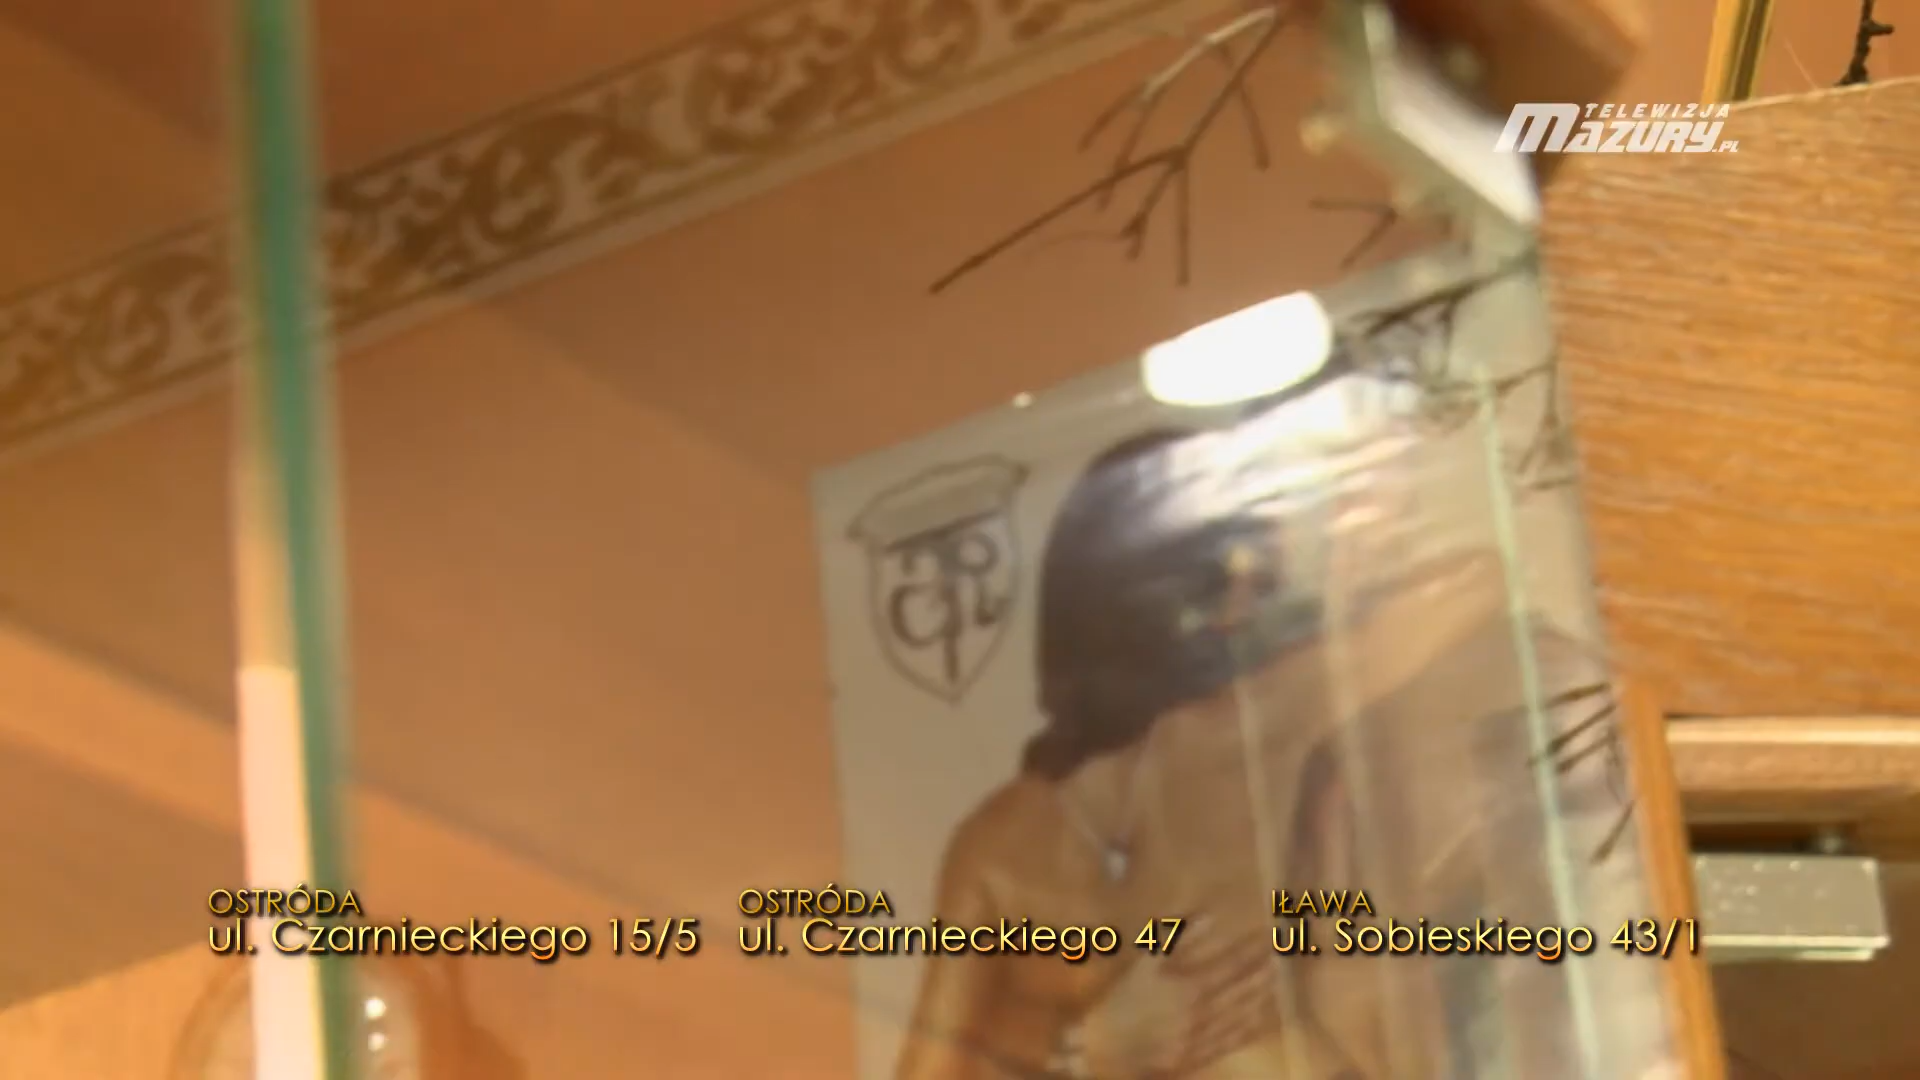 TELEWIZJA
MAZURY.PL
OSTRÓDA
ul. Czarnieckiego 15/5
OSTRÓDA
ul. Czarnieckiego 47
IŁAWA
ul. Sobieskiego 43/1